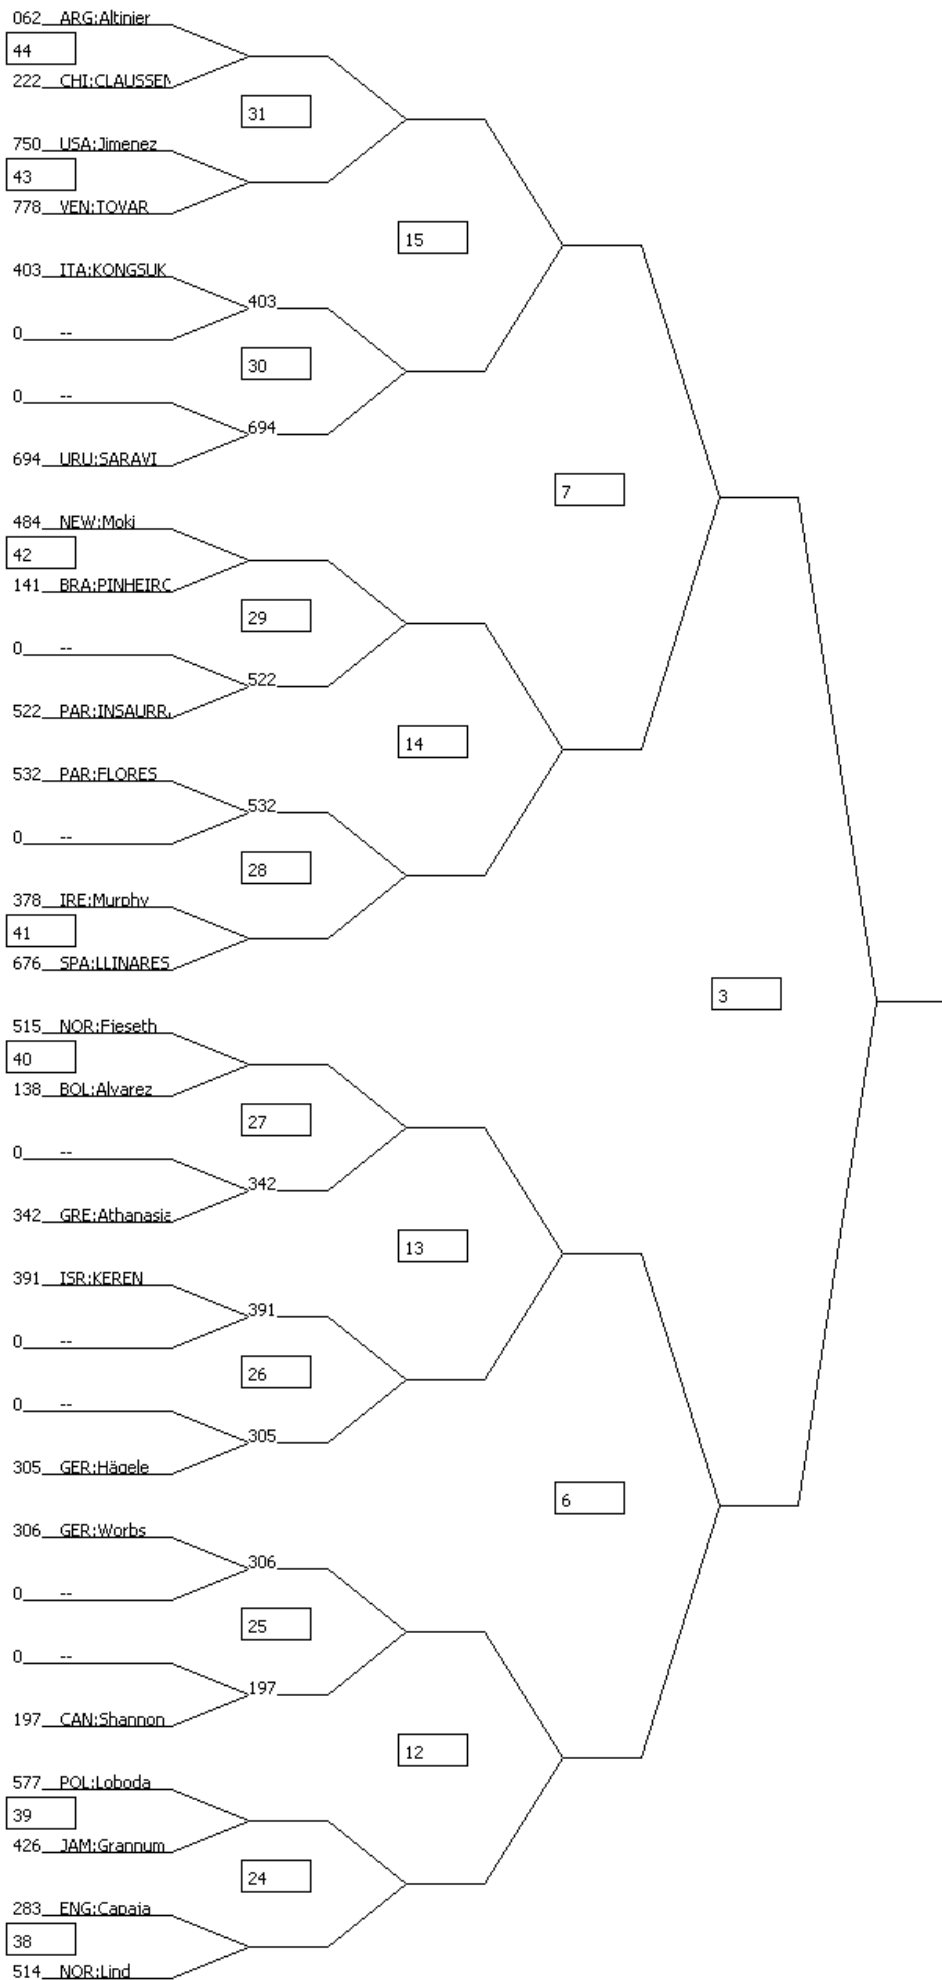 062 ARG:Altinier
44
222 CHI:CLAUSSEN
31
750 USA:Jimenez
43
778 VEN:TOVAR
15
403 ITA:KONGSUK
403
0 --
30
0 --
694
694 URU:SARAVI
7
484 NEW:Moki
42
141 BRA:PINHEIRO
29
0 --
522
522 PAR:INSAURR
14
532 PAR:FLORES
532
0 --
28
378 IRE:Murphy
41
676 SPA:LLINARES
3
515 NOR:Fieseth
40
138 BOL:Alvarez
27
0 --
342
342 GRE:Athanasia
13
391 ISR:KEREN
391
0 --
26
0 --
305
305 GER:Hägele
6
306 GER:Worbs
306
0 --
25
0 --
197
197 CAN:Shannon
12
577 POL:Loboda
39
426 JAM:Grannum
24
283 ENG:Capaja
38
514 NOR:Lind